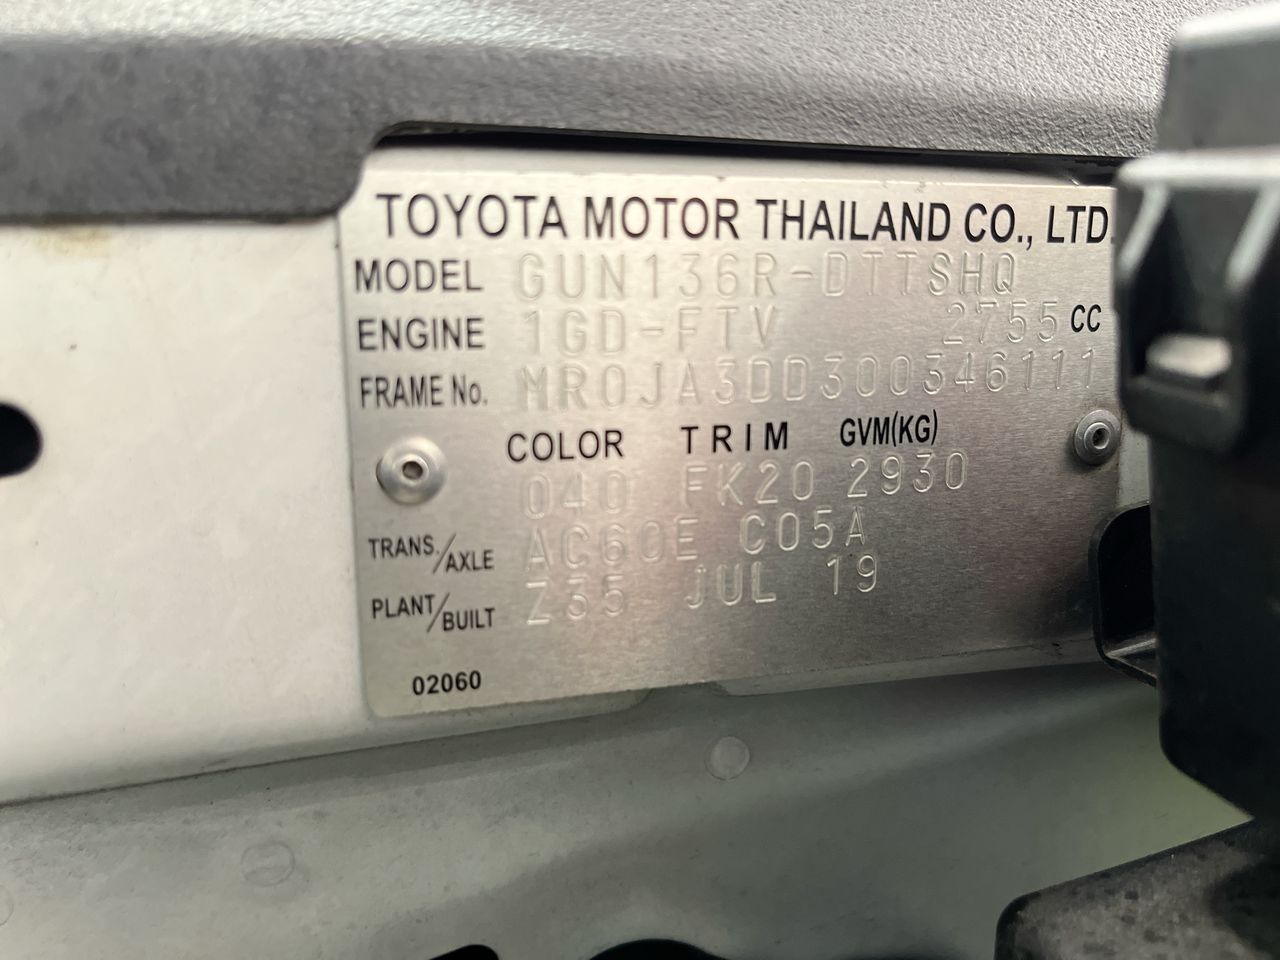 TOYOTA MOTOR THAILAND CO., LTD.
MODEL GUN136R-DTTSHQ
ENGINE 1GD-FTV 2755 CC
FRAME No. MR0JA3DD300346111
COLOR TRIM GVM(KG)
040 FK20 2930
TRANS./AXLE AC60E C05A
PLANT/BUILT Z35 JUL 19
02060